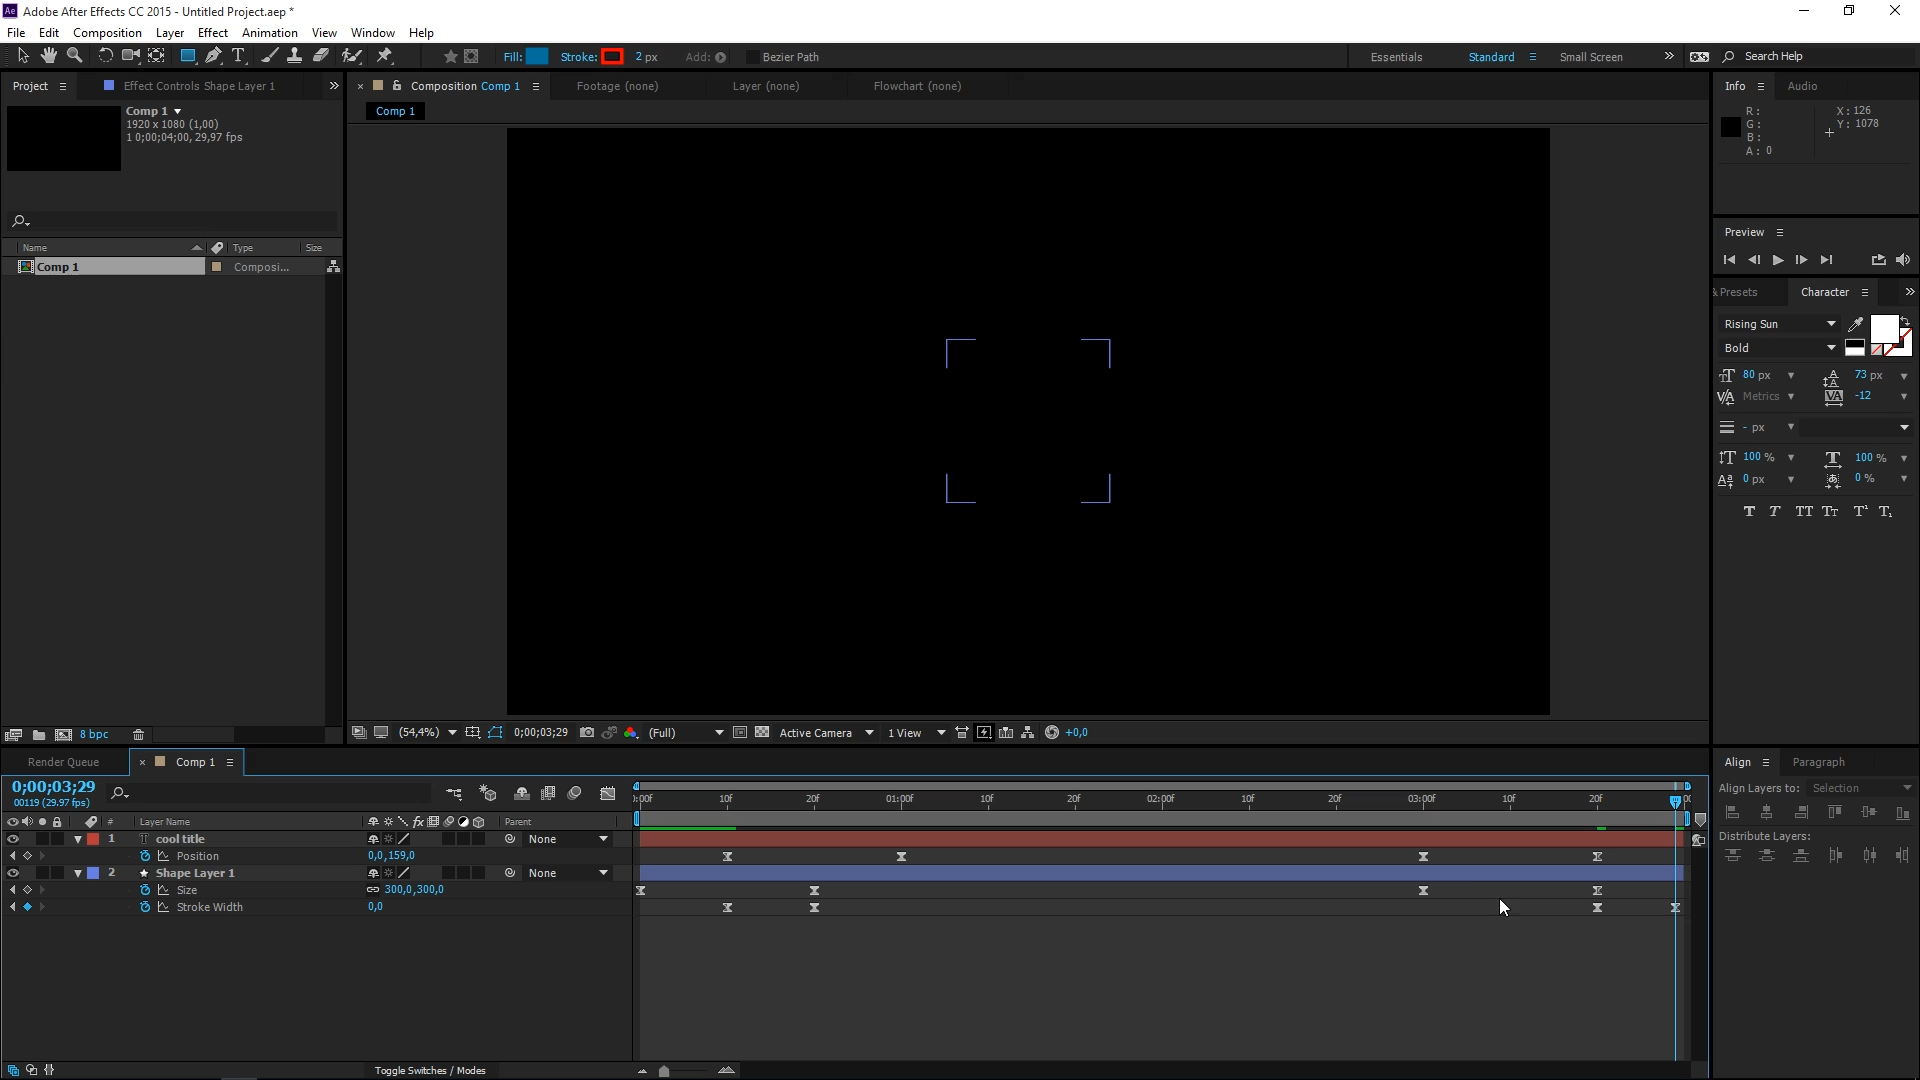 Adobe After Effects CC 2015 - Untitled Project.aep *
File Edit Composition Layer Effect Animation View Window Help
Fill: Stroke: 2 px Add: Bezier Path Essentials Standard Small Screen Search Help
Project Effect Controls Shape Layer 1
Composition Comp 1 Footage (none) Layer (none) Flowchart (none)
Info Audio
Comp 1
1920 x 1080 (1,00)
1 0;00;04;00, 29,97 fps
Comp 1
R:
G:
B:
A: 0
X: 126
Y: 1078
Preview
Name Type Size
Comp 1 Composi...
& Presets Character
Rising Sun
Bold
80 px 73 px
Metrics -12
- px
100 % 100 %
0 px 0 %
T T TT Tt T¹ T₁
8 bpc
(54,4%) 0;00;03;29 (Full) Active Camera 1 View +0,0
Render Queue Comp 1
Align Paragraph
Align Layers to: Selection
Distribute Layers:
0;00;03;29
00119 (29.97 fps)
):00f 10f 20f 01:00f 10f 20f 02:00f 10f 20f 03:00f 10f 20f
# Layer Name Parent
1 T cool title None
Position 0,0,159,0
2 Shape Layer 1 None
Size 300,0,300,0
Stroke Width 0,0
Toggle Switches / Modes